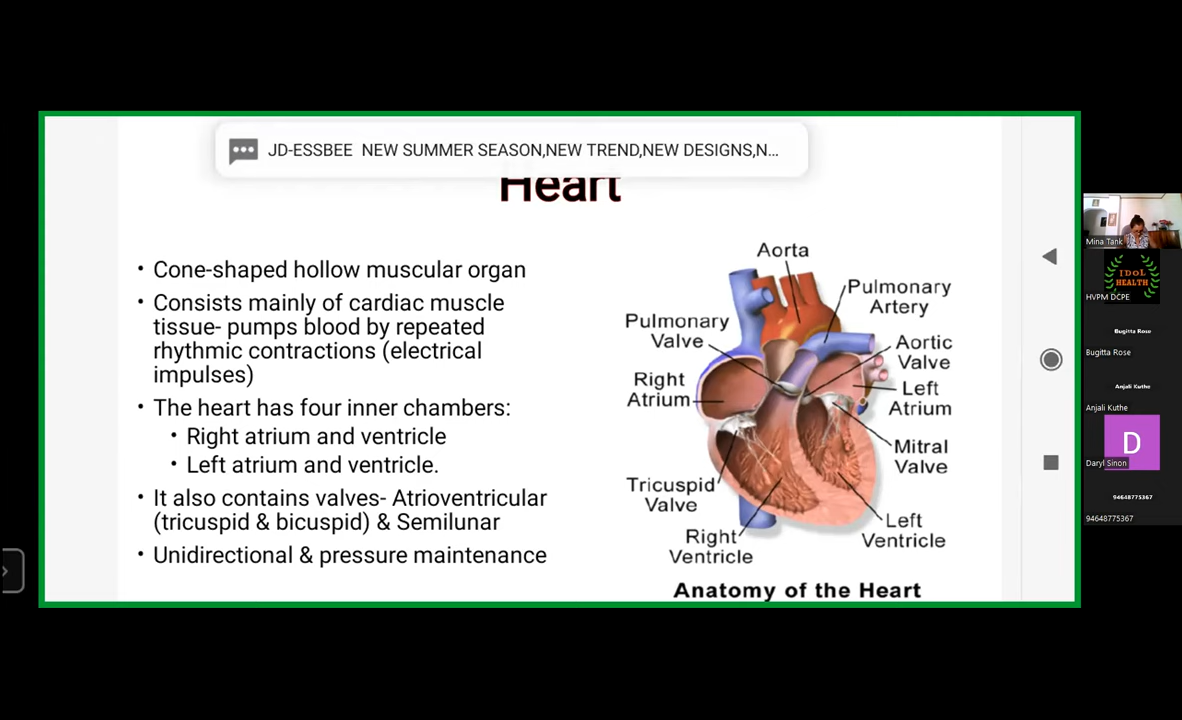 JD-ESSBEE NEW SUMMER SEASON,NEW TREND,NEW DESIGNS,N...
Heart
• Cone-shaped hollow muscular organ
• Consists mainly of cardiac muscle
tissue- pumps blood by repeated
rhythmic contractions (electrical
impulses)
• The heart has four inner chambers:
• Right atrium and ventricle
• Left atrium and ventricle.
• It also contains valves- Atrioventricular
(tricuspid & bicuspid) & Semilunar
• Unidirectional & pressure maintenance
Aorta
Pulmonary
Artery
Pulmonary
Valve
Aortic
Valve
Right
Atrium
Left
Atrium
Mitral
Valve
Tricuspid
Valve
Left
Ventricle
Right
Ventricle
Anatomy of the Heart
Mina Tank
IDOL
HEALTH
HVPM DCPE
Bugitta Rose
Bugitta Rose
Anjali Kuthe
Anjali Kuthe
D
Daryl Sinon
94648775367
94648775367